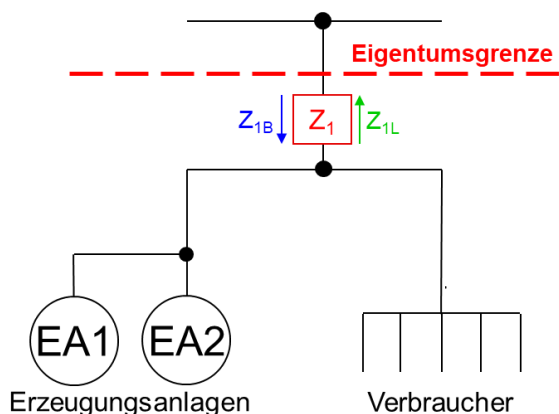 Eigentumsgrenze
Z1B
Z1
Z1L
EA1
EA2
Erzeugungsanlagen
Verbraucher